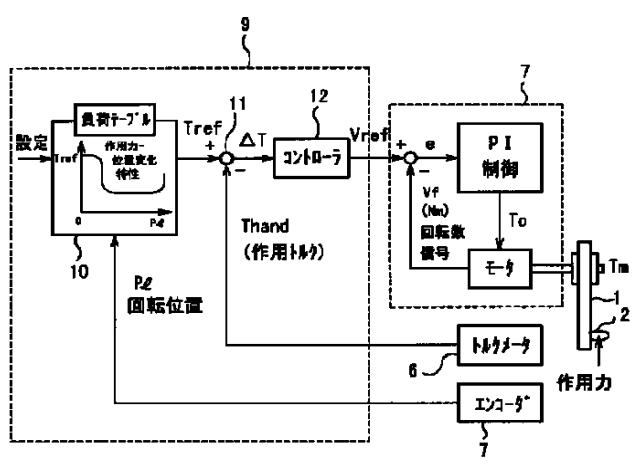 9
7
負荷テーブル
設定
Tref
作用力-
位置変化
特性
0
Pℓ
10
Tref
11
+
-
ΔT
12
コントローラ
Vref
+
-
e
PI
制御
Vf
(Nm)
回転数
信号
To
モータ
Tm
1
2
作用力
Thand
(作用トルク)
Pℓ
回転位置
トルクメータ
6
エンコーダ
7